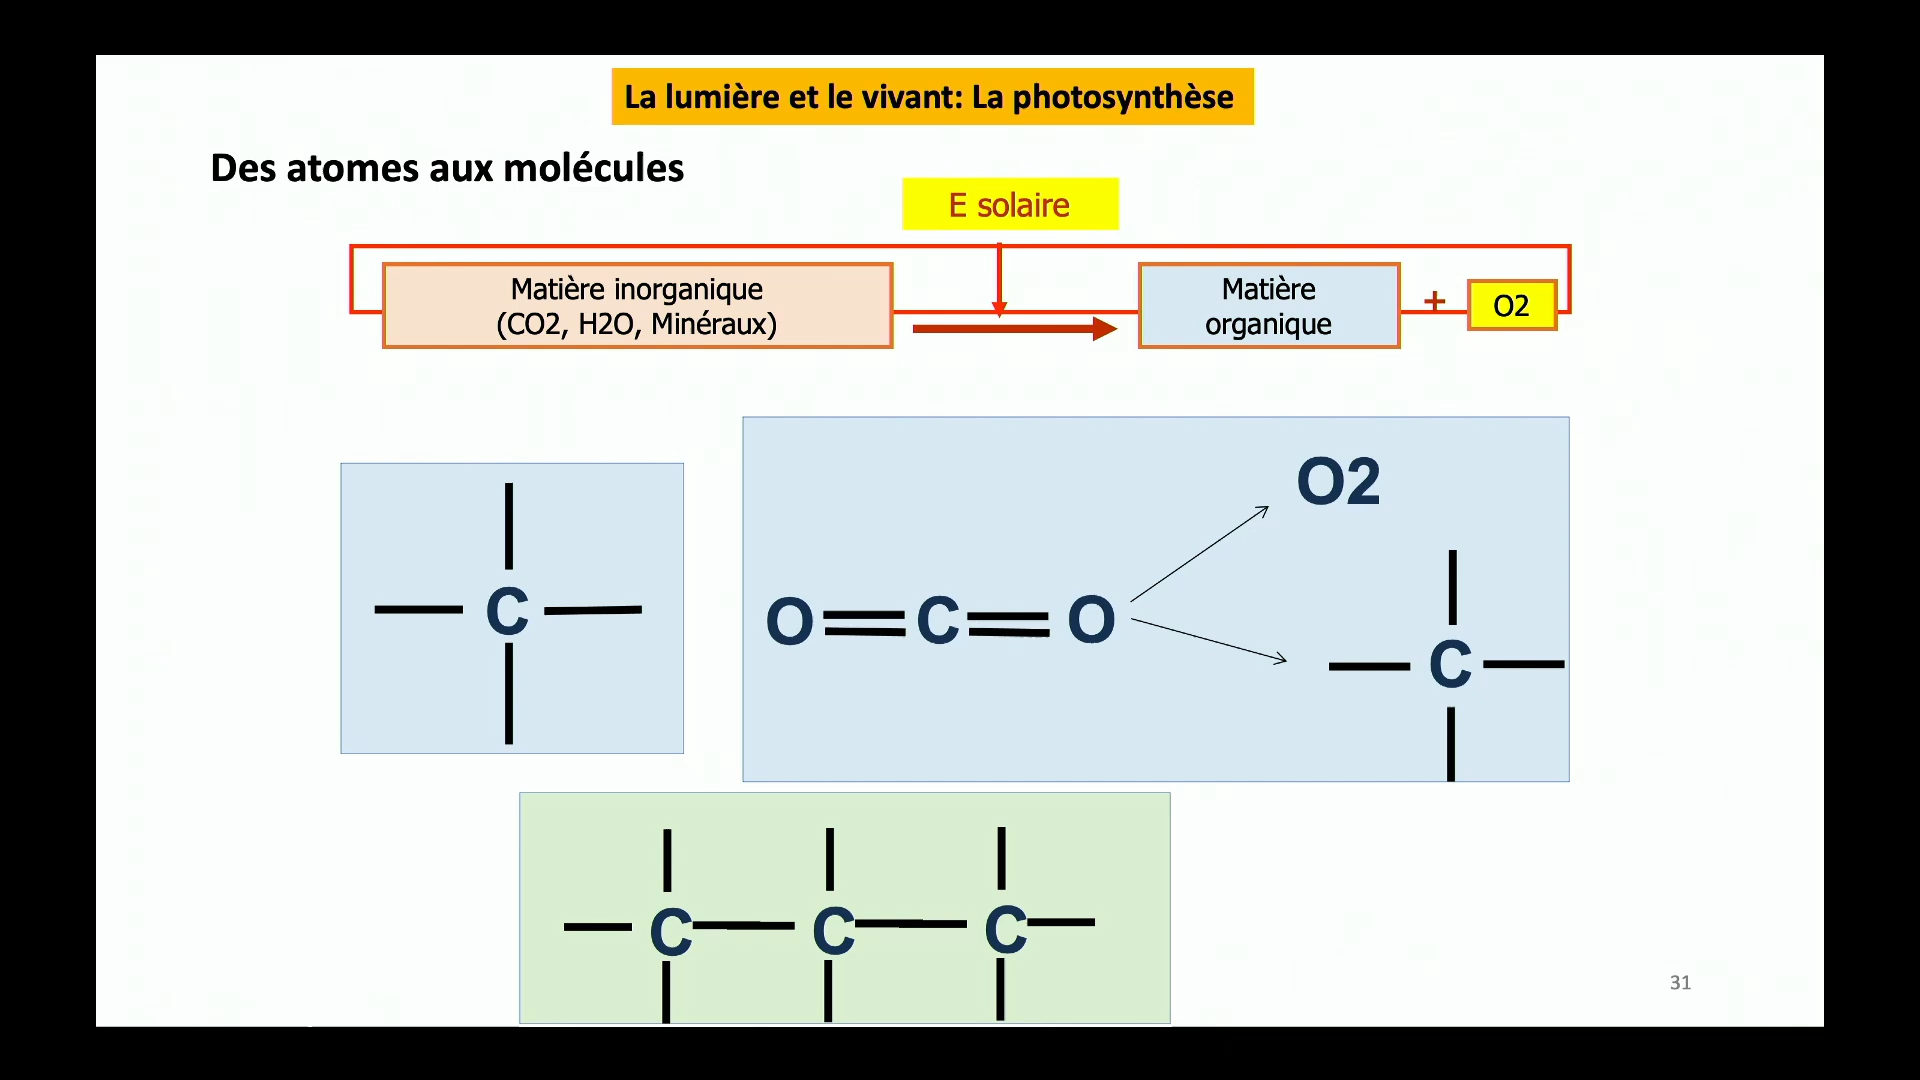 La lumière et le vivant: La photosynthèse
Des atomes aux molécules
E solaire
Matière inorganique
(CO2, H2O, Minéraux)
Matière
organique
+
O2
C
O C O
O2
C
C C C
31